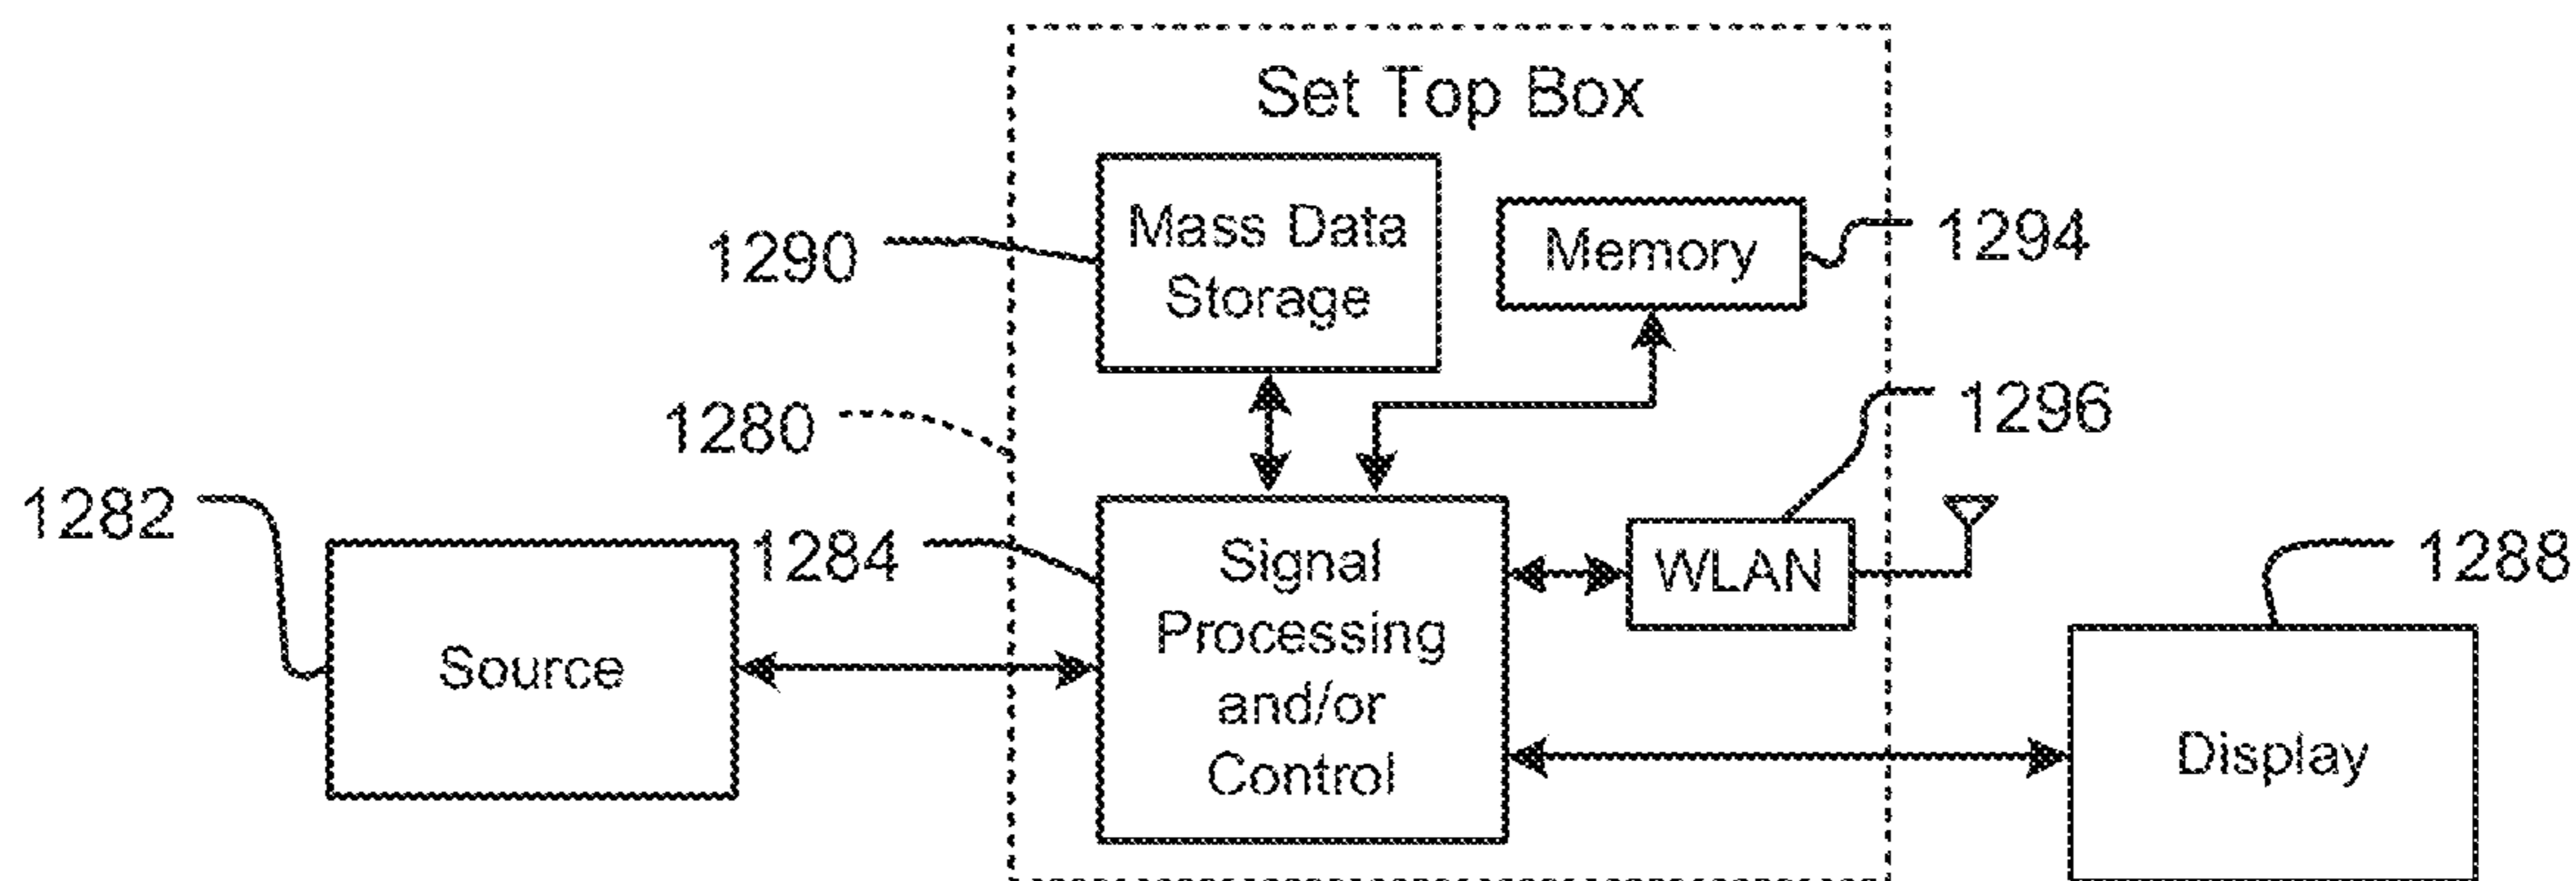 Set Top Box
Mass Data
Storage
Memory
1290
1294
1280
1296
1282
1284
Signal
Processing
and/or
Control
WLAN
1288
Source
Display